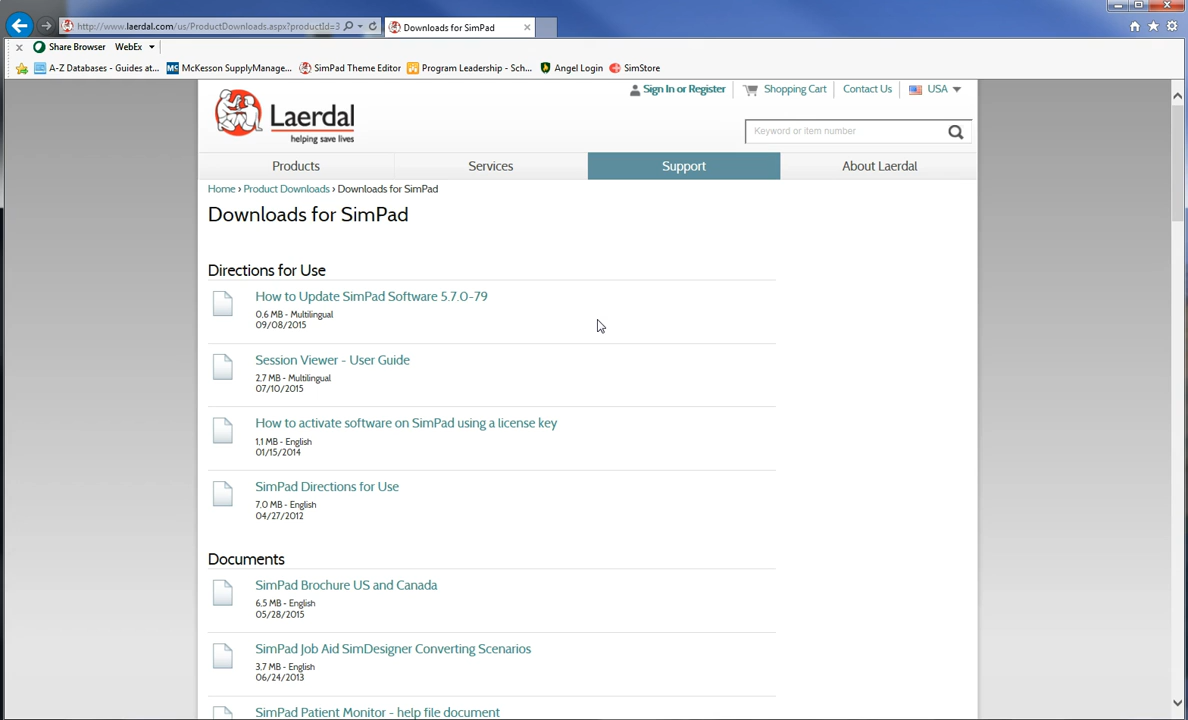 http://www.laerdal.com/us/ProductDownloads.aspx?productId=3
Downloads for SimPad
Share Browser WebEx
A-Z Databases - Guides at... McKesson SupplyManage... SimPad Theme Editor Program Leadership - Sch... Angel Login SimStore
Sign In or Register Shopping Cart Contact Us USA
Laerdal
helping save lives
Keyword or item number
Products Services Support About Laerdal
Home › Product Downloads › Downloads for SimPad
Downloads for SimPad
Directions for Use
How to Update SimPad Software 5.7.0-79
0.6 MB - Multilingual
09/08/2015
Session Viewer - User Guide
2.7 MB - Multilingual
07/10/2015
How to activate software on SimPad using a license key
1.1 MB - English
01/15/2014
SimPad Directions for Use
7.0 MB - English
04/27/2012
Documents
SimPad Brochure US and Canada
6.5 MB - English
05/28/2015
SimPad Job Aid SimDesigner Converting Scenarios
3.7 MB - English
06/24/2013
SimPad Patient Monitor - help file document